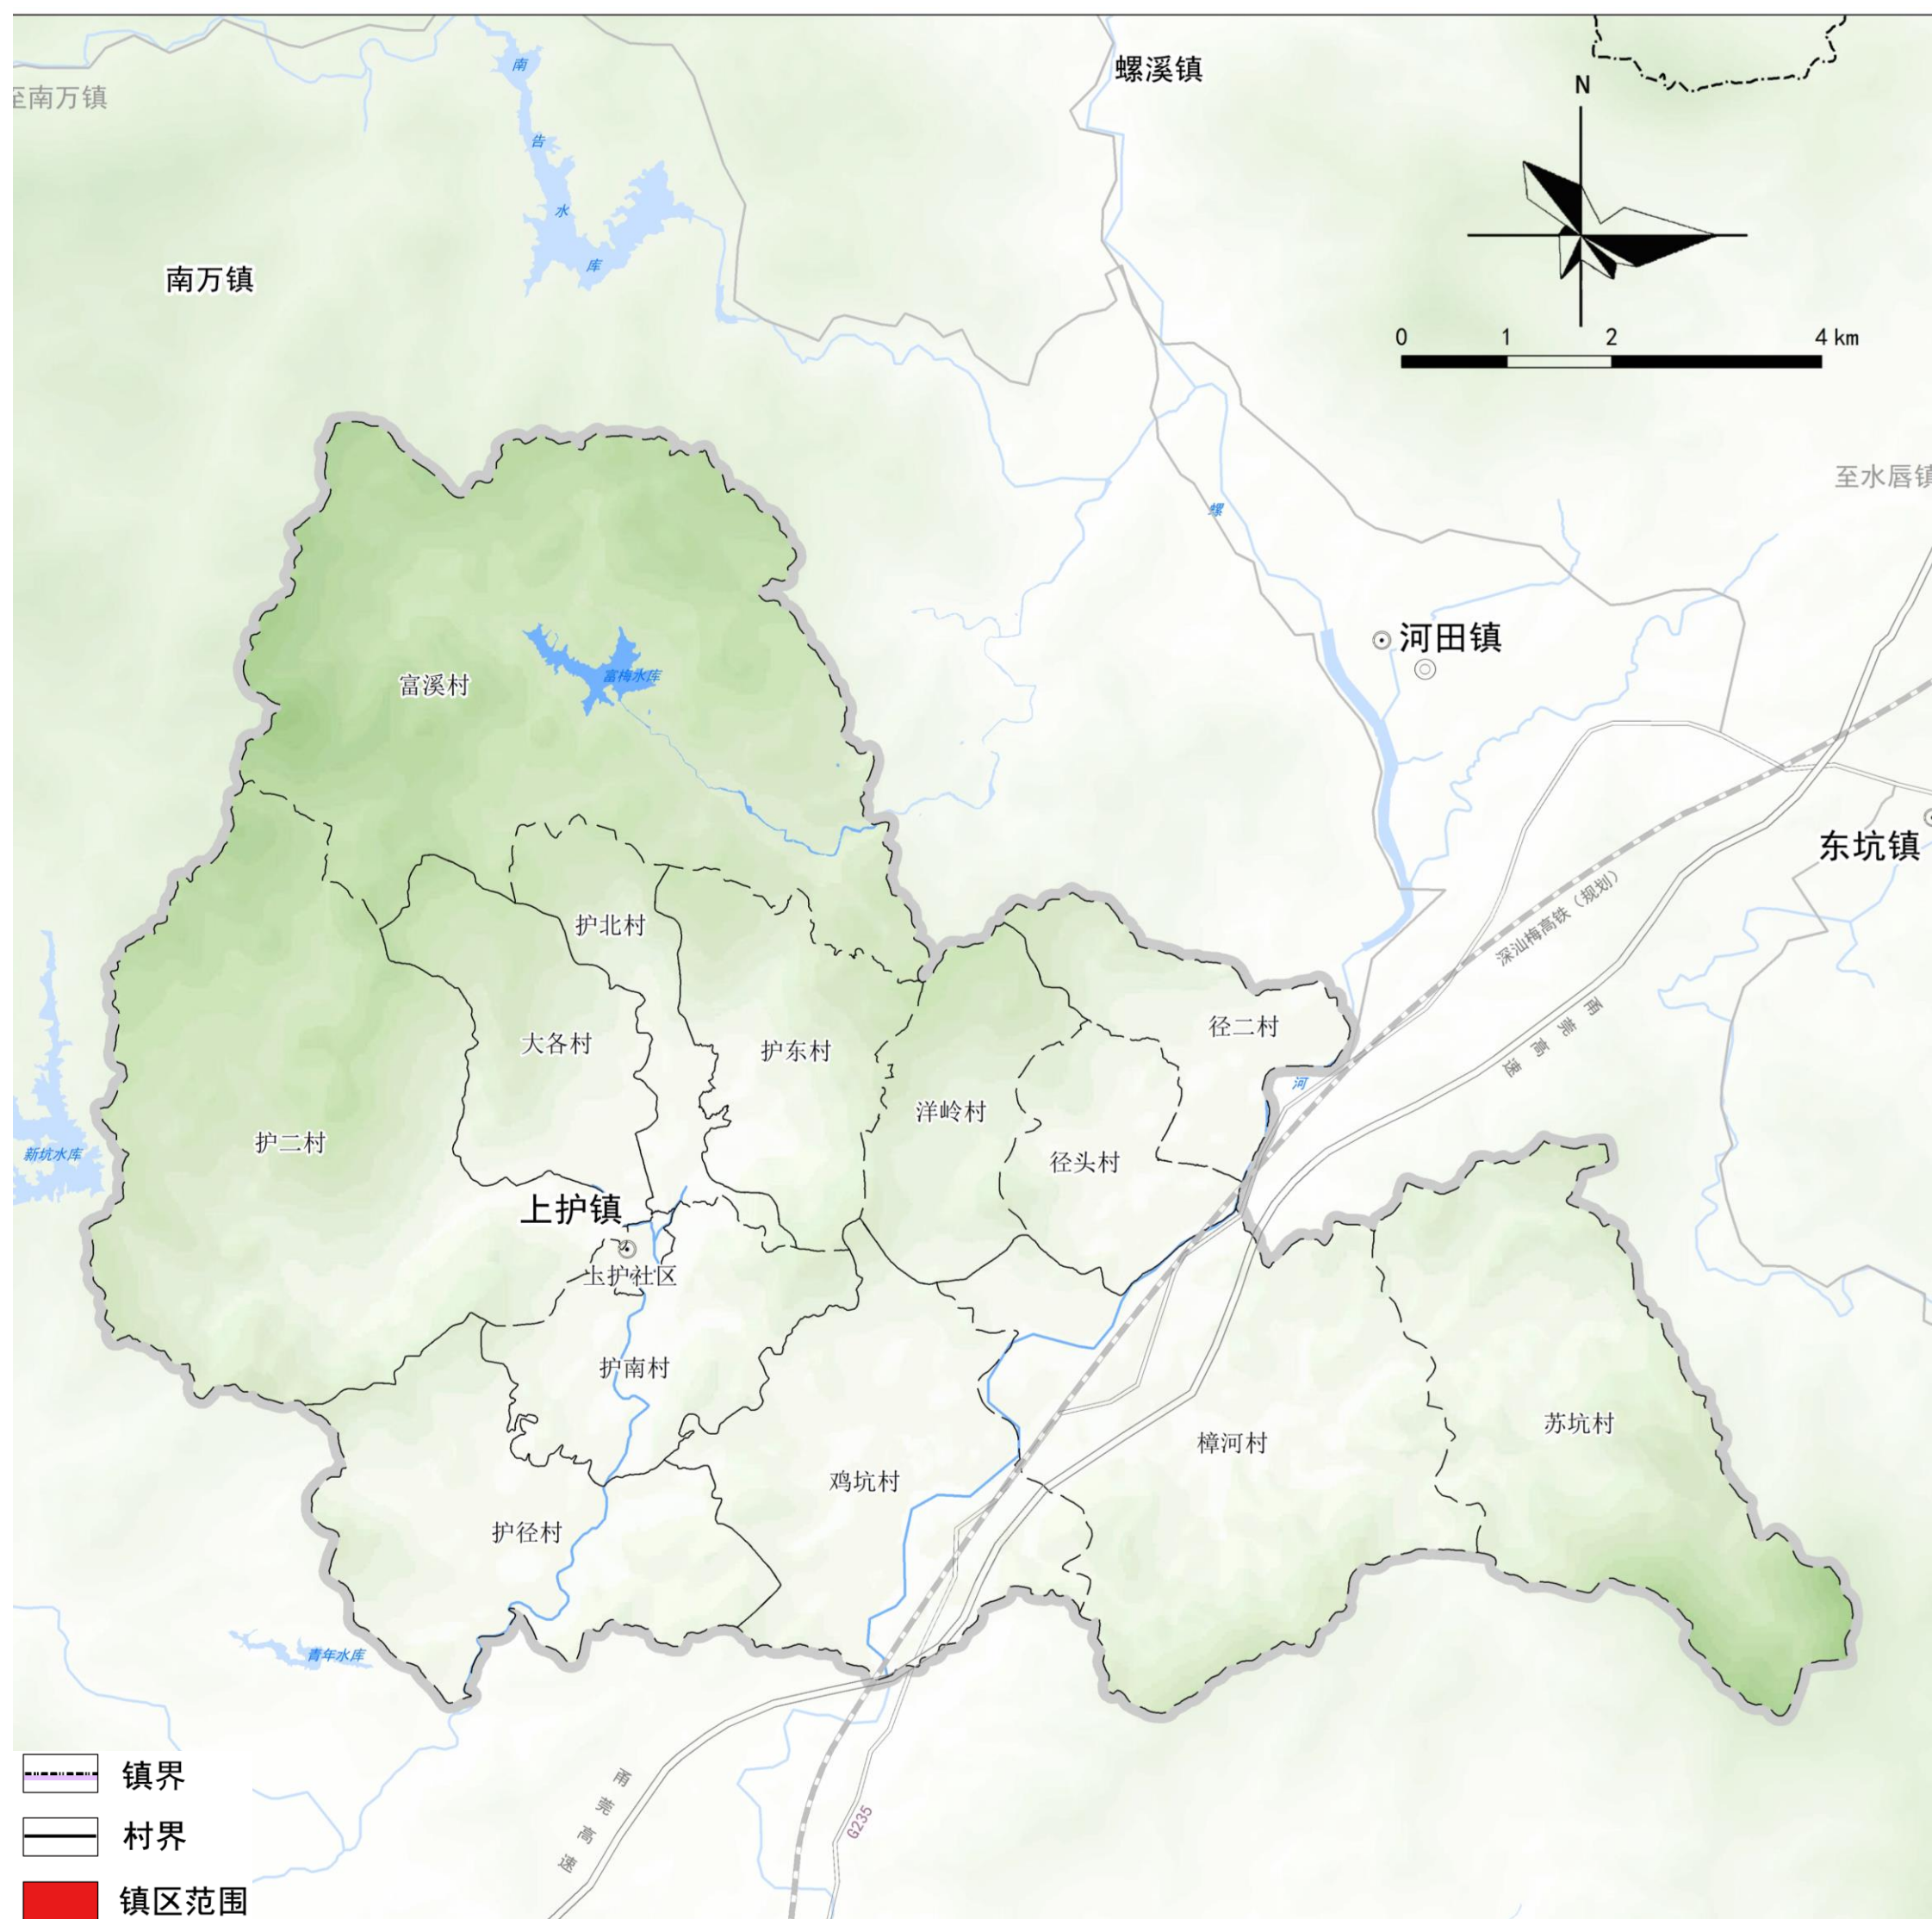 螺溪镇
N
至南万镇
南告水库
南万镇
0 1 2 4 km
至水唇镇
螺
河田镇
富溪村
富梅水库
东坑镇
深汕梅高铁（规划）
护北村
甬莞高速
径二村
大各村
护东村
河
洋岭村
护二村
新坑水库
径头村
上护镇
上护社区
护南村
苏坑村
樟河村
鸡坑村
护径村
青年水库
镇界
甬莞高速
G235
村界
镇区范围